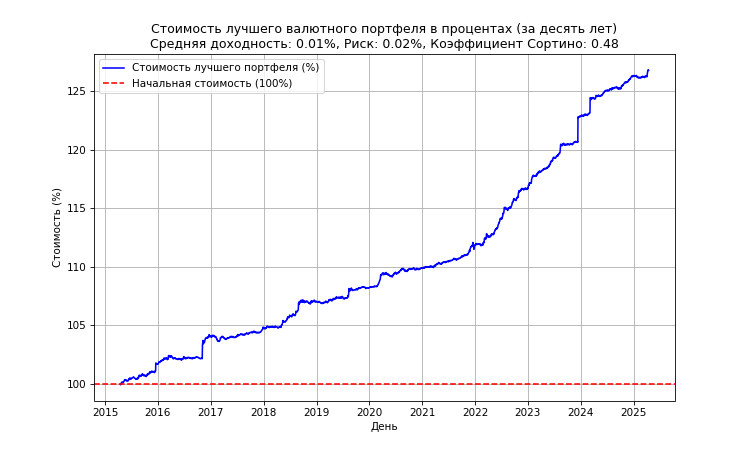 Стоимость лучшего валютного портфеля в процентах (за десять лет)
Средняя доходность: 0.01%, Риск: 0.02%, Коэффициент Сортино: 0.48
Стоимость лучшего портфеля (%)
Начальная стоимость (100%)
Стоимость (%)
125
120
115
110
105
100
2015 2016 2017 2018 2019 2020 2021 2022 2023 2024 2025
День